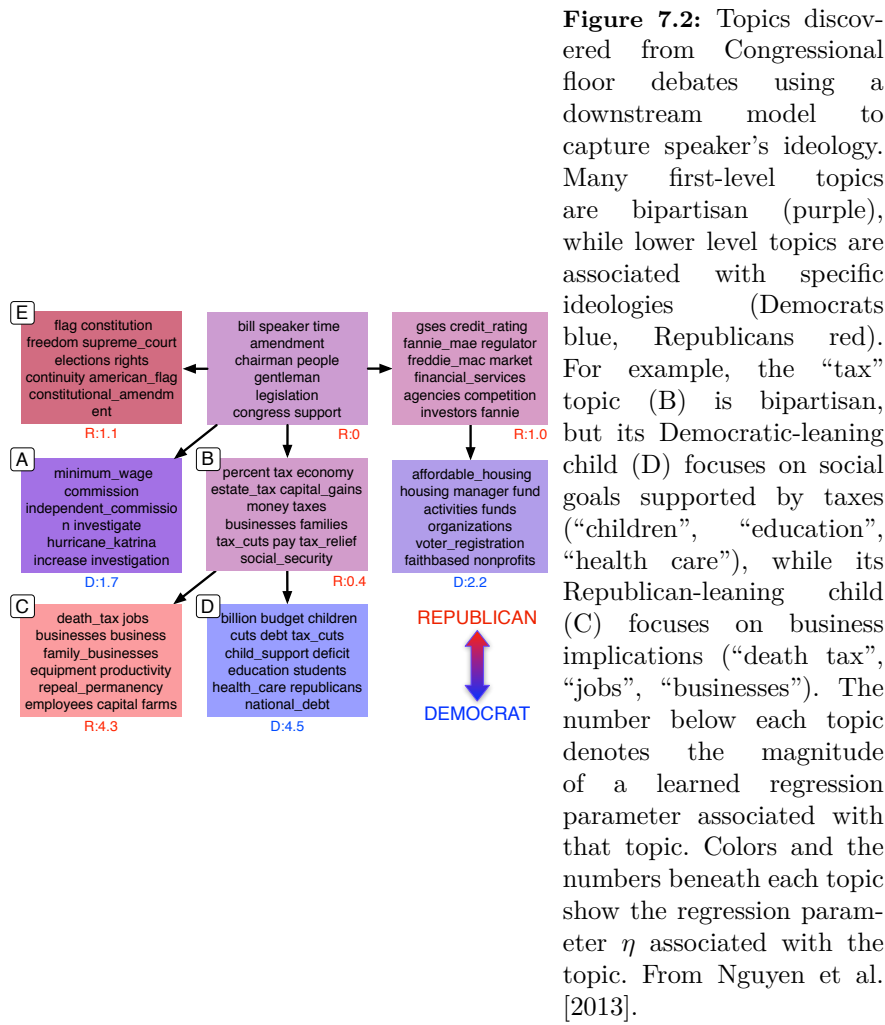 E
flag constitution
freedom supreme_court
elections rights
continuity american_flag
constitutional_amendm
ent
R:1.1
bill speaker time
amendment
chairman people
gentleman
legislation
congress support
R:0
gses credit_rating
fannie_mae regulator
freddie_mac market
financial_services
agencies competition
investors fannie
R:1.0
A
minimum_wage
commission
independent_commissio
n investigate
hurricane_katrina
increase investigation
D:1.7
B
percent tax economy
estate_tax capital_gains
money taxes
businesses families
tax_cuts pay tax_relief
social_security
R:0.4
affordable_housing
housing manager fund
activities funds
organizations
voter_registration
faithbased nonprofits
D:2.2
C
death_tax jobs
businesses business
family_businesses
equipment productivity
repeal_permanency
employees capital farms
R:4.3
D
billion budget children
cuts debt tax_cuts
child_support deficit
education students
health_care republicans
national_debt
D:4.5
REPUBLICAN
DEMOCRAT
Figure 7.2: Topics discov-
ered from Congressional
floor debates using a
downstream model to
capture speaker's ideology.
Many first-level topics
are bipartisan (purple),
while lower level topics are
associated with specific
ideologies (Democrats
blue, Republicans red).
For example, the “tax”
topic (B) is bipartisan,
but its Democratic-leaning
child (D) focuses on social
goals supported by taxes
(“children”, “education”,
“health care”), while its
Republican-leaning child
(C) focuses on business
implications (“death tax”,
“jobs”, “businesses”). The
number below each topic
denotes the magnitude
of a learned regression
parameter associated with
that topic. Colors and the
numbers beneath each topic
show the regression param-
eter η associated with the
topic. From Nguyen et al.
[2013].